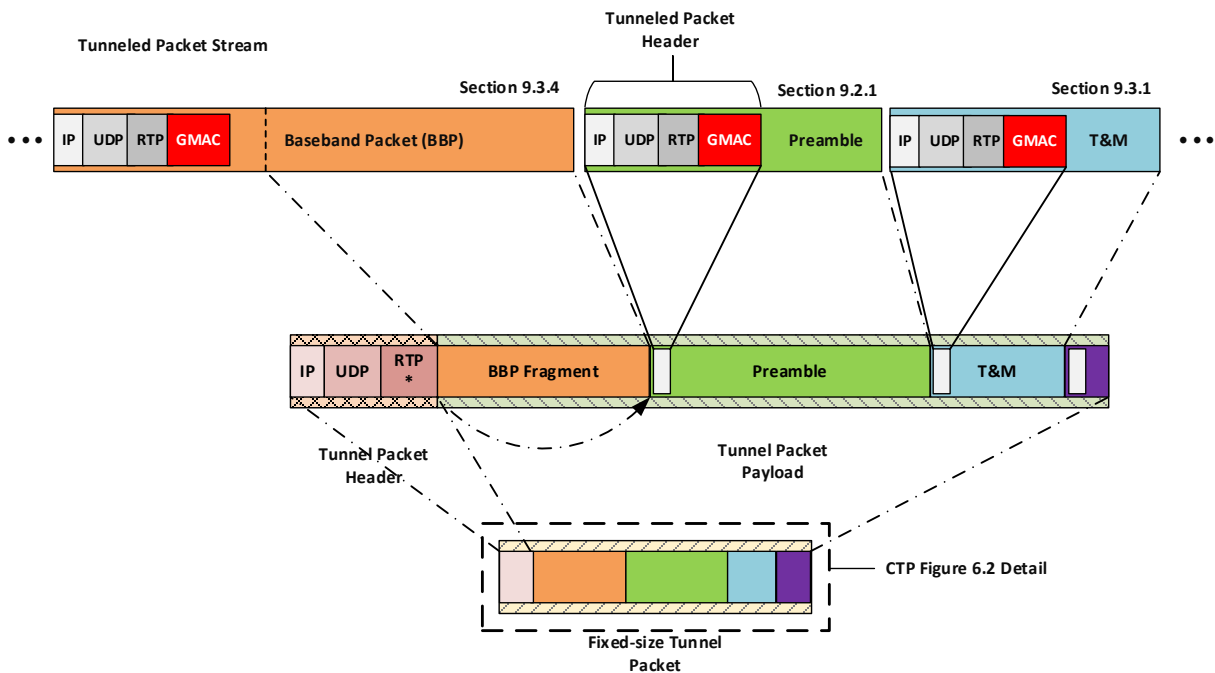 Tunneled Packet
Header
Tunneled Packet Stream
Section 9.3.4
Section 9.2.1
Section 9.3.1
••• IP UDP RTP GMAC Baseband Packet (BBP) IP UDP RTP GMAC Preamble IP UDP RTP GMAC T&M •••
IP UDP RTP
*
BBP Fragment
Preamble
T&M
Tunnel Packet
Header
Tunnel Packet
Payload
CTP Figure 6.2 Detail
Fixed-size Tunnel
Packet